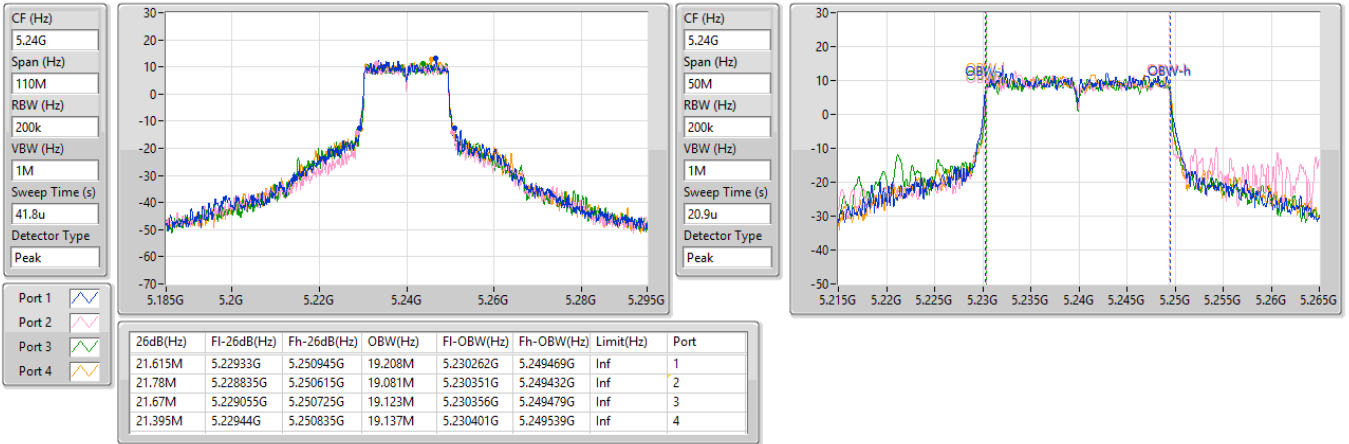 CF (Hz)
5.24G
Span (Hz)
110M
RBW (Hz)
200k
VBW (Hz)
1M
Sweep Time (s)
41.8u
Detector Type
Peak
30
20
10
0
-10
-20
-30
-40
-50
-60
-70
5.185G 5.2G 5.22G 5.24G 5.26G 5.28G 5.295G
CF (Hz)
5.24G
Span (Hz)
50M
RBW (Hz)
200k
VBW (Hz)
1M
Sweep Time (s)
20.9u
Detector Type
Peak
30
20
10
0
-10
-20
-30
-40
-50
OBW-l OBW-h
5.215G 5.22G 5.225G 5.23G 5.235G 5.24G 5.245G 5.25G 5.255G 5.26G 5.265G
Port 1
Port 2
Port 3
Port 4
26dB(Hz) Fl-26dB(Hz) Fh-26dB(Hz) OBW(Hz) Fl-OBW(Hz) Fh-OBW(Hz) Limit(Hz) Port
21.615M 5.22933G 5.250945G 19.208M 5.230262G 5.249469G Inf 1
21.78M 5.228835G 5.250615G 19.081M 5.230351G 5.249432G Inf 2
21.67M 5.229055G 5.250725G 19.123M 5.230356G 5.249479G Inf 3
21.395M 5.22944G 5.250835G 19.137M 5.230401G 5.249539G Inf 4